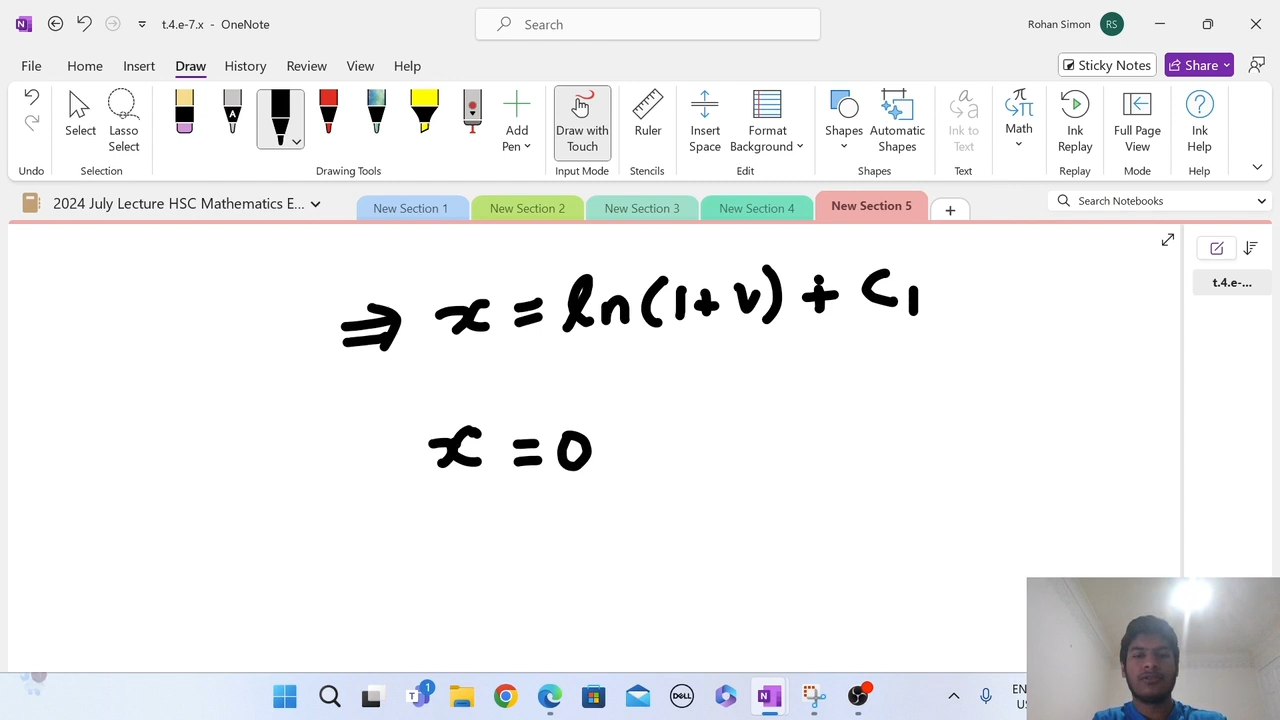 t.4.e-7.x - OneNote
Search
Rohan Simon
RS
File Home Insert Draw History Review View Help
Sticky Notes
Share
Undo
Select
Lasso Select
Selection
A
Drawing Tools
Add Pen
Draw with Touch
Input Mode
Ruler
Stencils
Insert Space
Format Background
Edit
Shapes
Automatic Shapes
Shapes
a
Ink to Text
Text
Math
Ink Replay
Replay
Full Page View
Mode
Ink Help
Help
2024 July Lecture HSC Mathematics E...
New Section 1
New Section 2
New Section 3
New Section 4
New Section 5
+
Search Notebooks
t.4.e-...
⇒ x = ln(1+v) + C₁
x = 0
1
DELL
EN
US